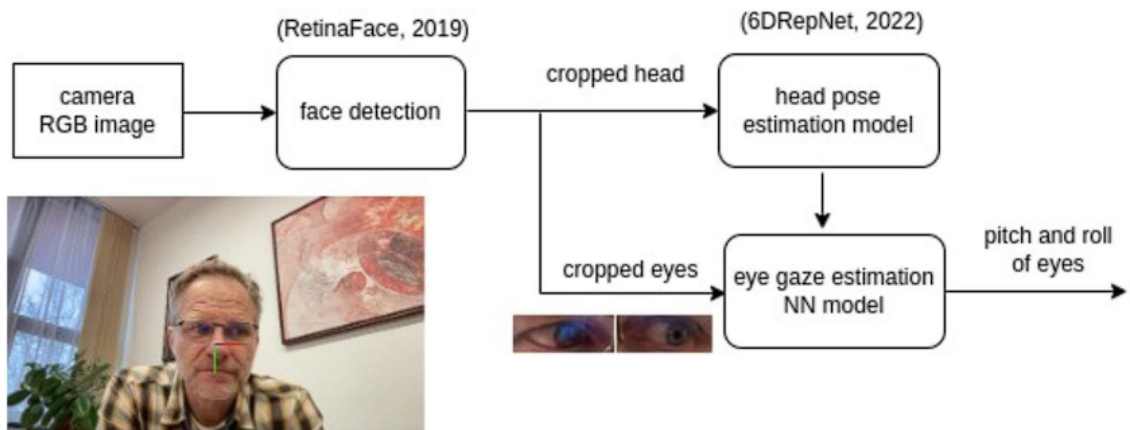 (RetinaFace, 2019)
(6DRepNet, 2022)
camera
RGB image
face detection
cropped head
head pose
estimation model
cropped eyes
eye gaze estimation
NN model
pitch and roll
of eyes